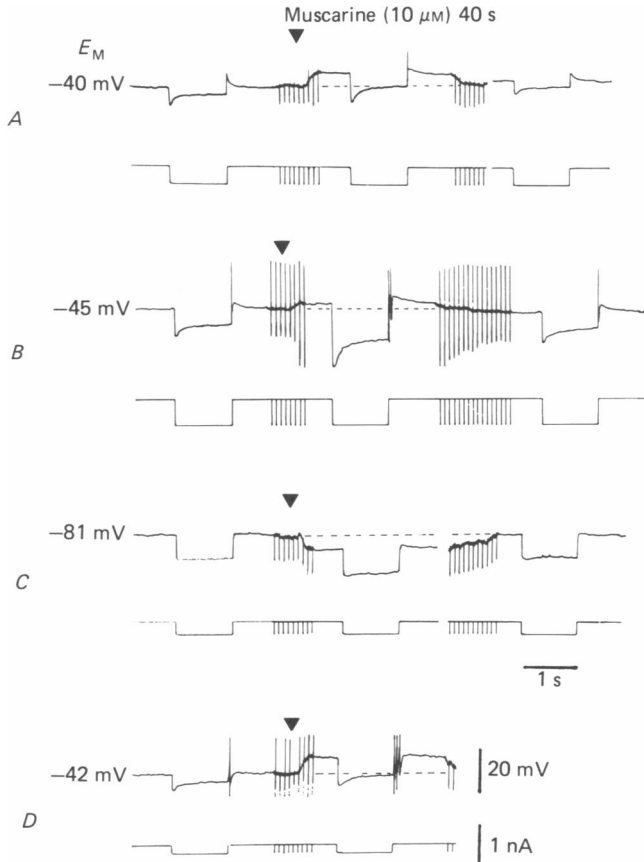 Muscarine (10 μM) 40 s
E_M
−40 mV
A
−45 mV
B
−81 mV
C
1 s
−42 mV
20 mV
D
1 nA